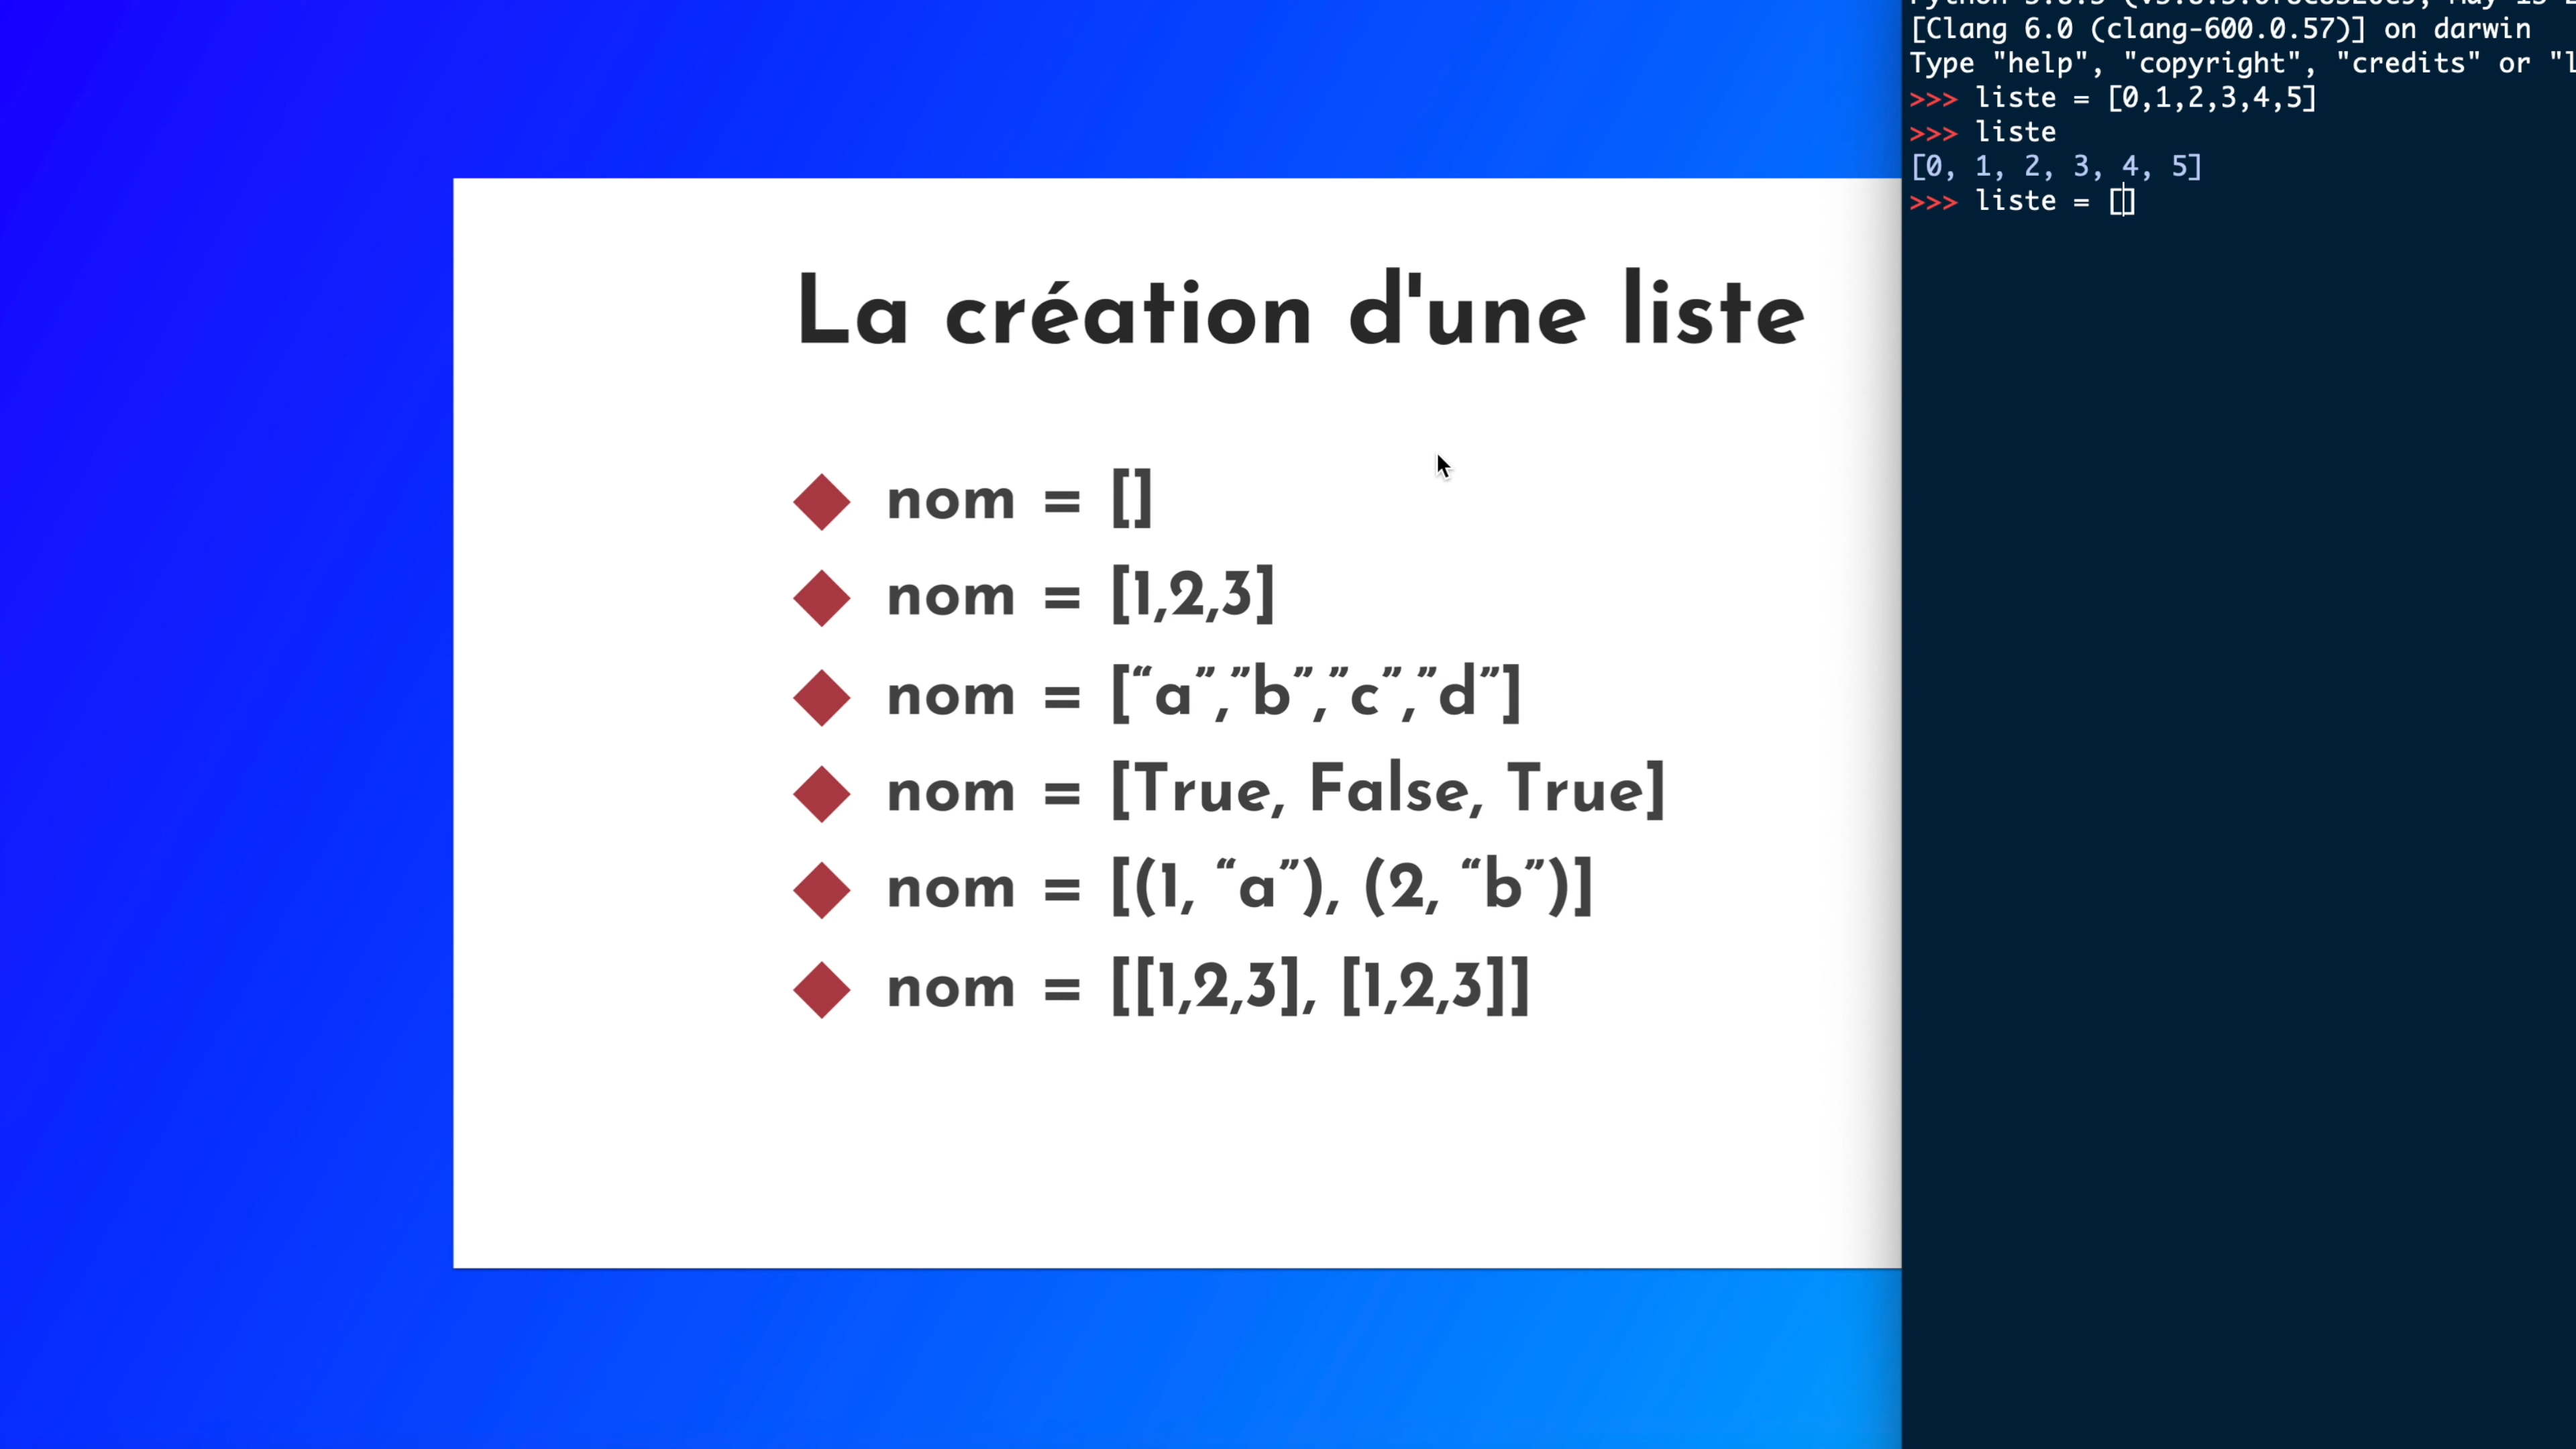 La création d'une liste
nom = []
nom = [1,2,3]
nom = [“a”,”b”,”c”,”d”]
nom = [True, False, True]
nom = [(1, “a”), (2, “b”)]
nom = [[1,2,3], [1,2,3]]
[Clang 6.0 (clang-600.0.57)] on darwin
Type "help", "copyright", "credits" or "l
>>> liste = [0,1,2,3,4,5]
>>> liste
[0, 1, 2, 3, 4, 5]
>>> liste = []